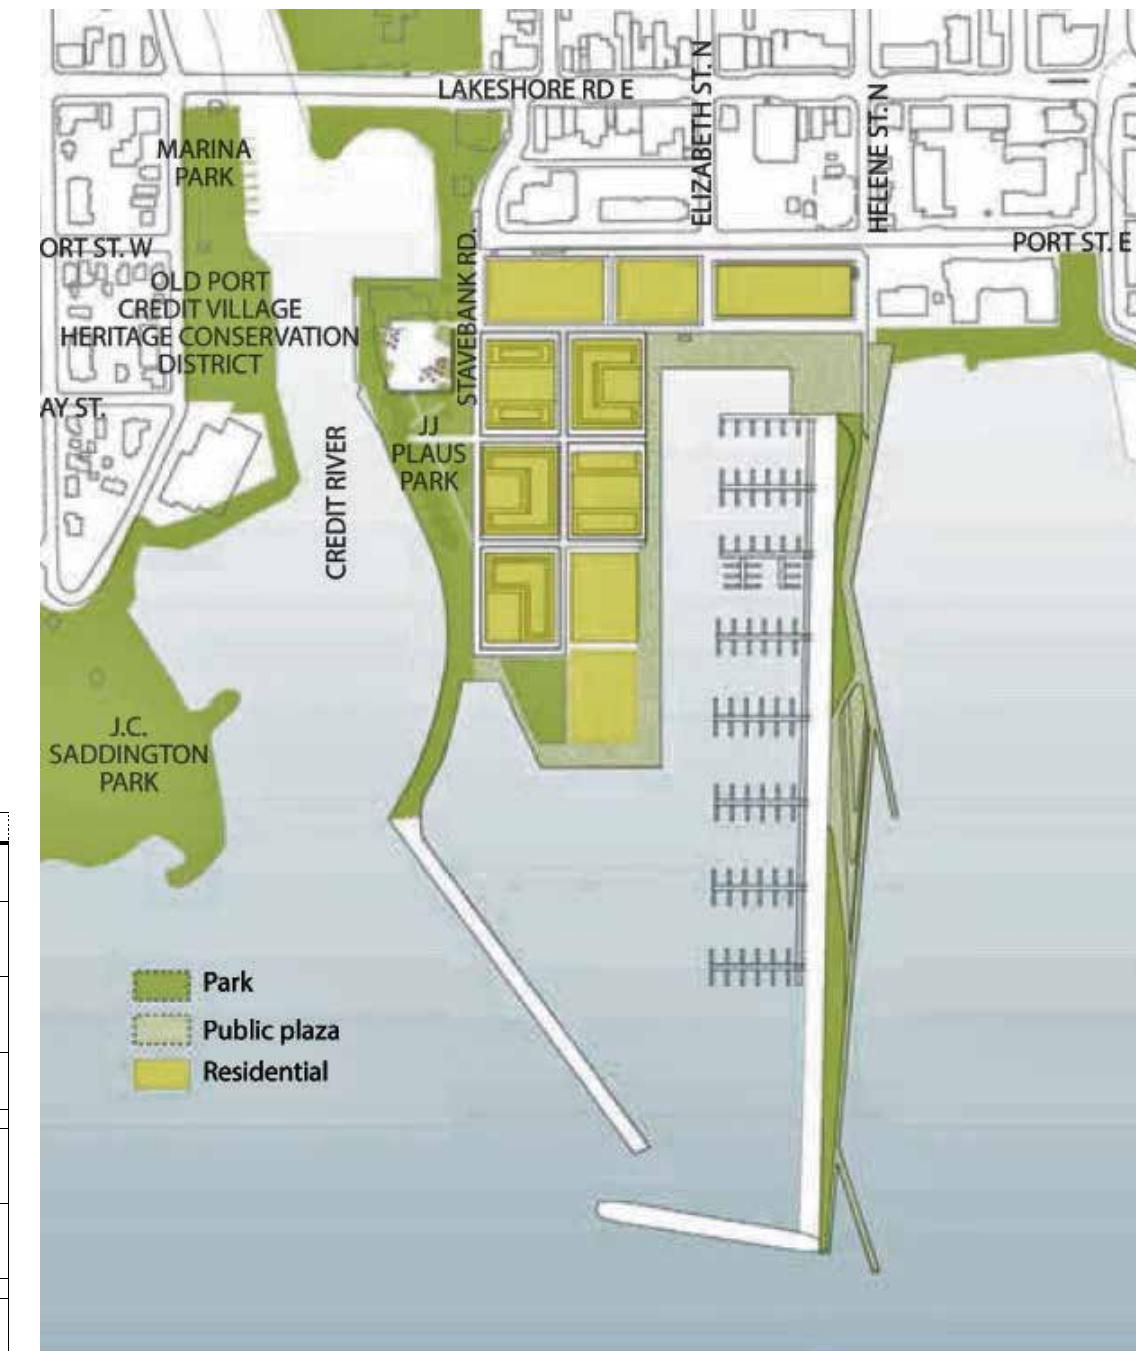 LAKESHORE RD E
ELIZABETH ST. N
HELENE ST. N
MARINA
PARK
ORT ST. W
PORT ST. E
OLD PORT
CREDIT VILLAGE
HERITAGE CONSERVATION
DISTRICT
STAVEBANK RD.
AY ST.
JJ
PLAUS
PARK
CREDIT RIVER
J.C.
SADDINGTON
PARK
Park
Public plaza
Residential